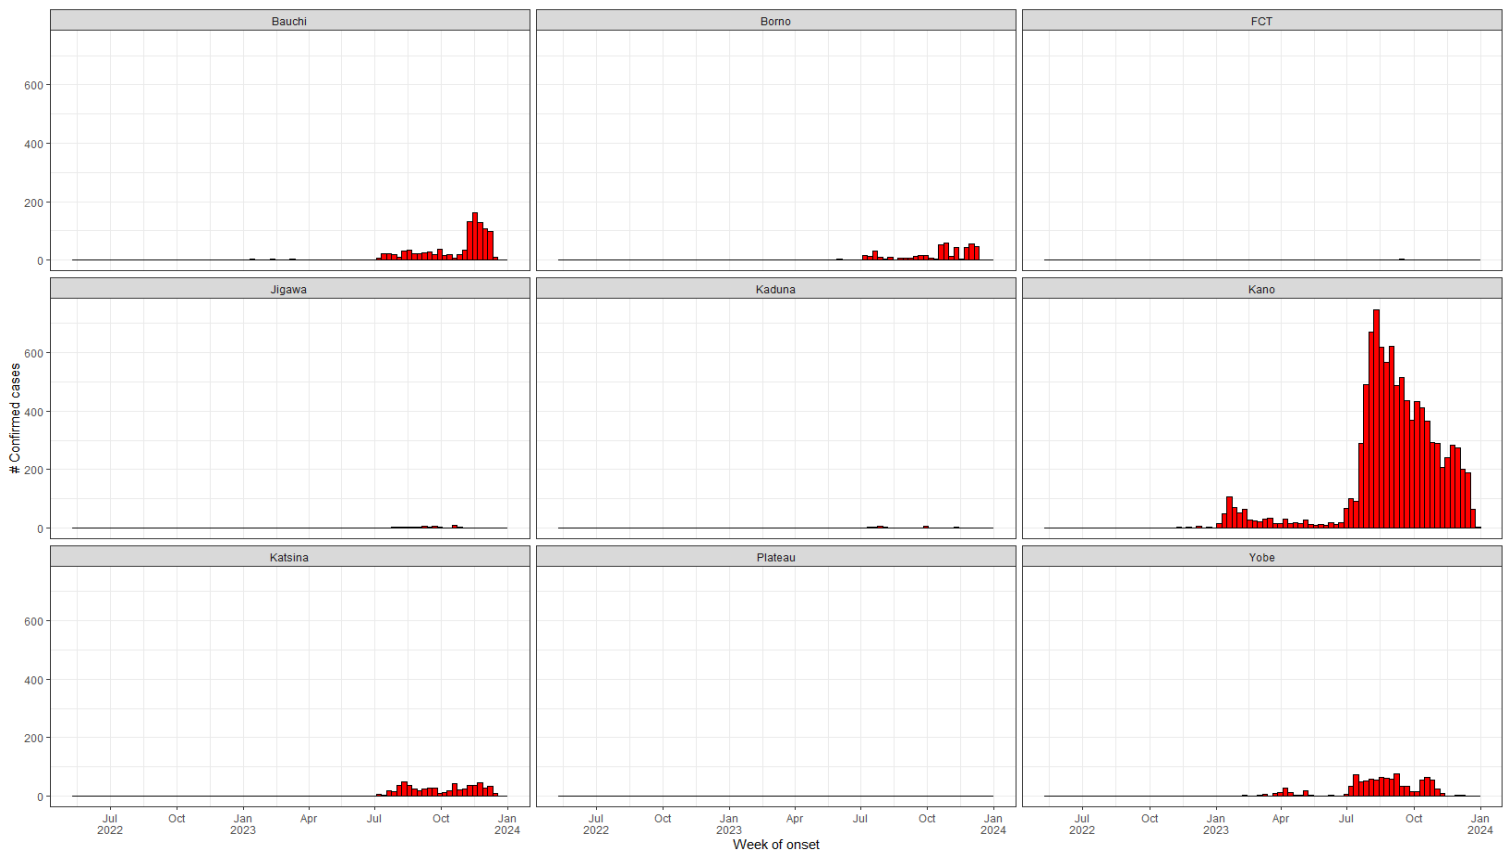 Bauchi Borno FCT
600
400
200
0
Jigawa Kaduna Kano
600
400
200
0
# Confirmed cases
Katsina Plateau Yobe
600
400
200
0
Jul Oct Jan Apr Jul Oct Jan Jul Oct Jan Apr Jul Oct Jan Jul Oct Jan Apr Jul Oct Jan
2022 2023 2024 2022 2023 2024 2022 2023 2024
Week of onset